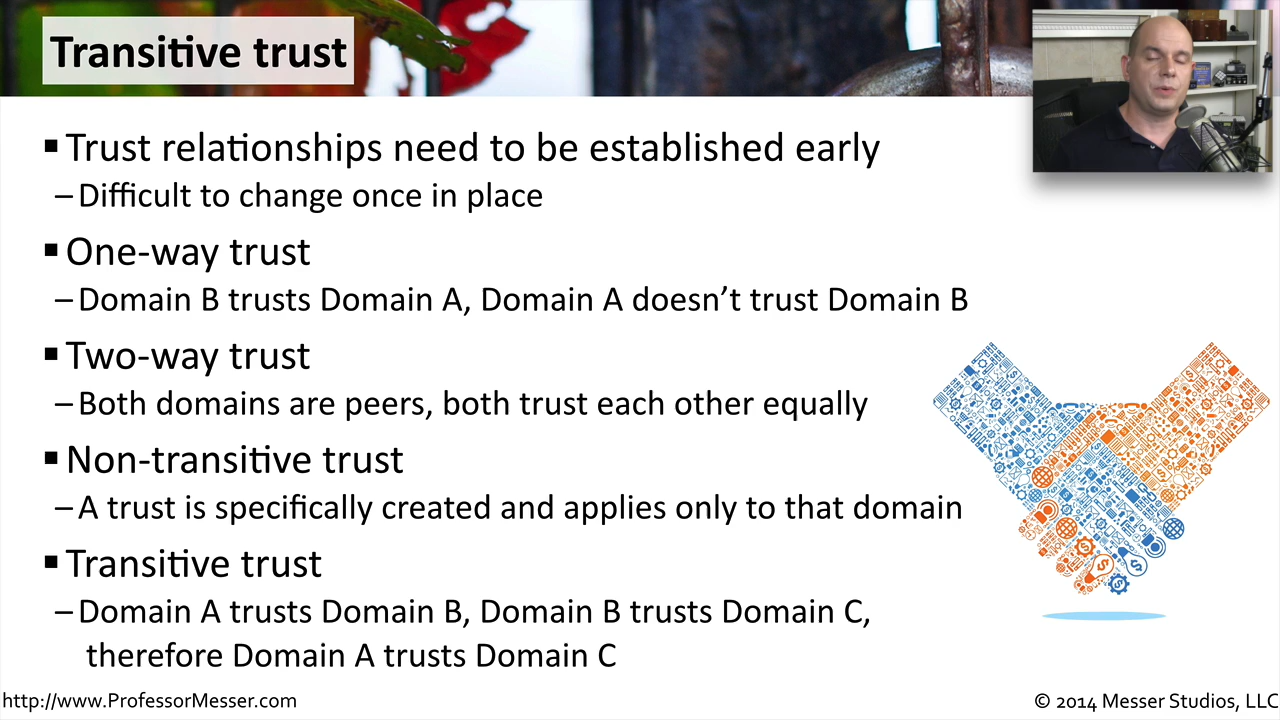 Transitive trust
▪ Trust relationships need to be established early
– Difficult to change once in place
▪ One-way trust
– Domain B trusts Domain A, Domain A doesn’t trust Domain B
▪ Two-way trust
– Both domains are peers, both trust each other equally
▪ Non-transitive trust
– A trust is specifically created and applies only to that domain
▪ Transitive trust
– Domain A trusts Domain B, Domain B trusts Domain C,
therefore Domain A trusts Domain C
http://www.ProfessorMesser.com
© 2014 Messer Studios, LLC